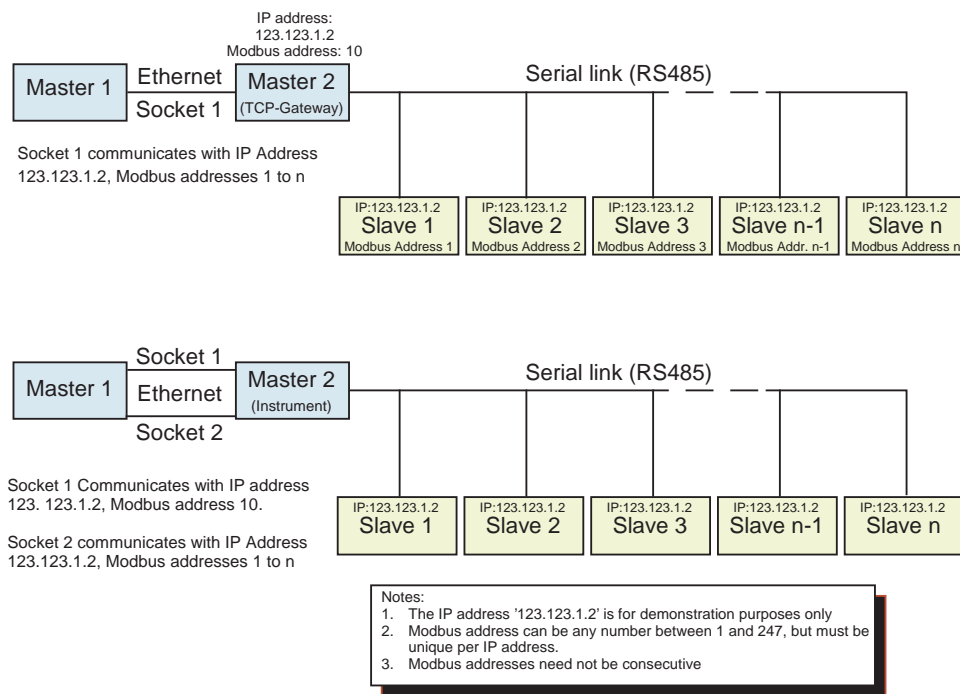 IP address:
123.123.1.2
Modbus address: 10
Master 1
Ethernet
Socket 1
Master 2
(TCP-Gateway)
Serial link (RS485)
Socket 1 communicates with IP Address
123.123.1.2, Modbus addresses 1 to n
IP:123.123.1.2
Slave 1
Modbus Address 1
IP:123.123.1.2
Slave 2
Modbus Address 2
IP:123.123.1.2
Slave 3
Modbus Address 3
IP:123.123.1.2
Slave n-1
Modbus Addr. n-1
IP:123.123.1.2
Slave n
Modbus Address n
Master 1
Socket 1
Ethernet
Socket 2
Master 2
(Instrument)
Serial link (RS485)
Socket 1 Communicates with IP address
123. 123.1.2, Modbus address 10.
Socket 2 communicates with IP Address
123.123.1.2, Modbus addresses 1 to n
IP:123.123.1.2
Slave 1
IP:123.123.1.2
Slave 2
IP:123.123.1.2
Slave 3
IP:123.123.1.2
Slave n-1
IP:123.123.1.2
Slave n
Notes:
1. The IP address '123.123.1.2' is for demonstration purposes only
2. Modbus address can be any number between 1 and 247, but must be
unique per IP address.
3. Modbus addresses need not be consecutive